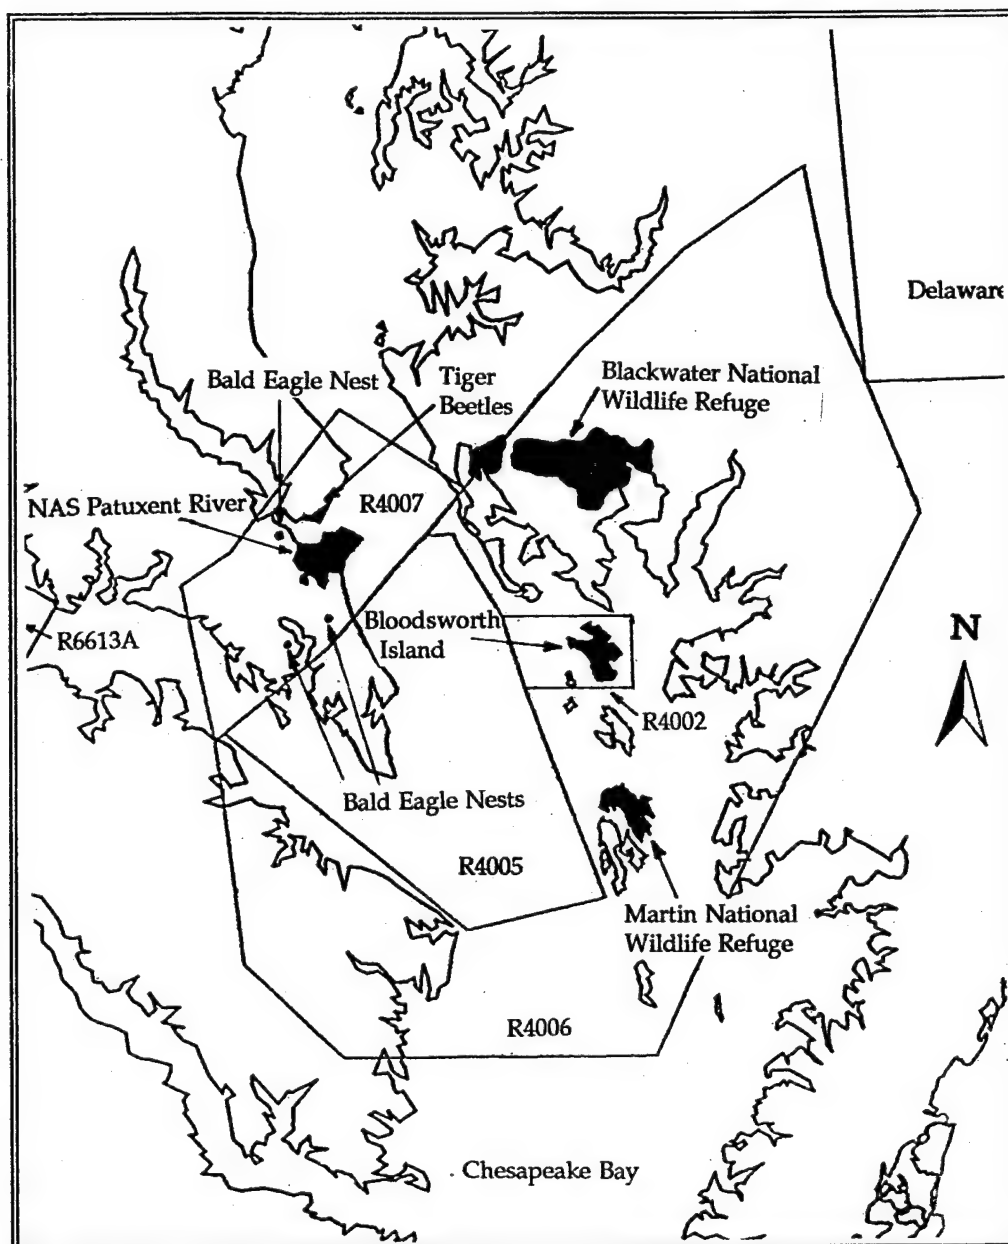 Delaware
Bald Eagle Nest
Tiger
Beetles
Blackwater National
Wildlife Refuge
NAS Patuxent River
R4007
Bloodsworth
Island
R6613A
N
R4002
Bald Eagle Nests
R4005
Martin National
Wildlife Refuge
R4006
Chesapeake Bay